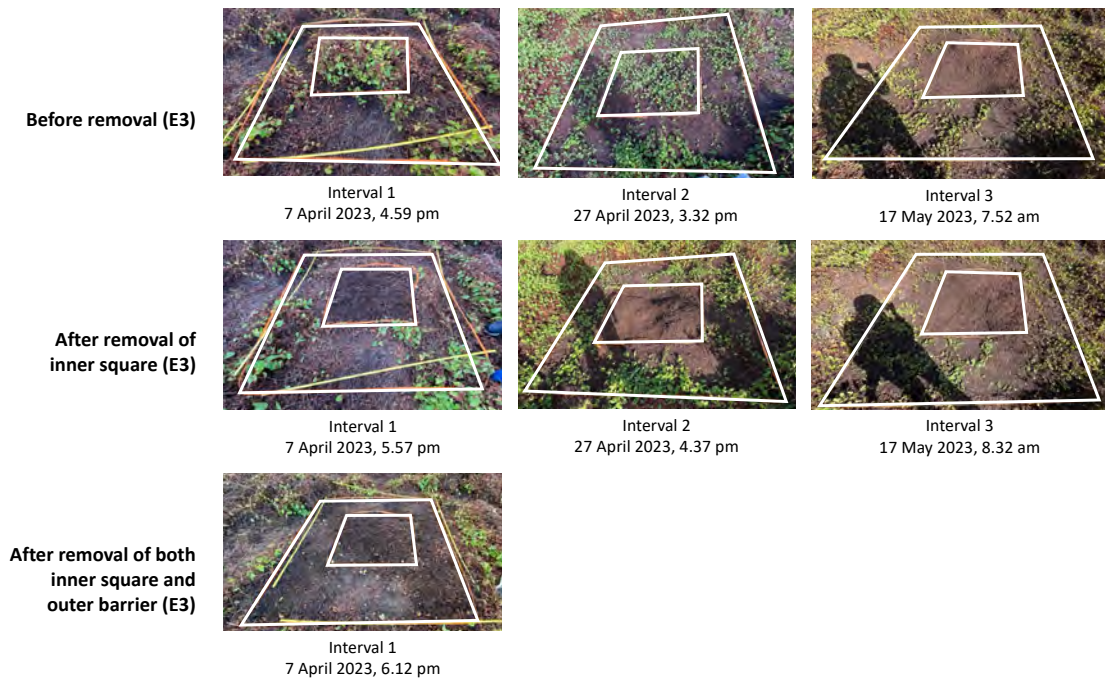 Before removal (E3)
Interval 1
7 April 2023, 4.59 pm
Interval 2
27 April 2023, 3.32 pm
Interval 3
17 May 2023, 7.52 am
After removal of
inner square (E3)
Interval 1
7 April 2023, 5.57 pm
Interval 2
27 April 2023, 4.37 pm
Interval 3
17 May 2023, 8.32 am
After removal of both
inner square and
outer barrier (E3)
Interval 1
7 April 2023, 6.12 pm